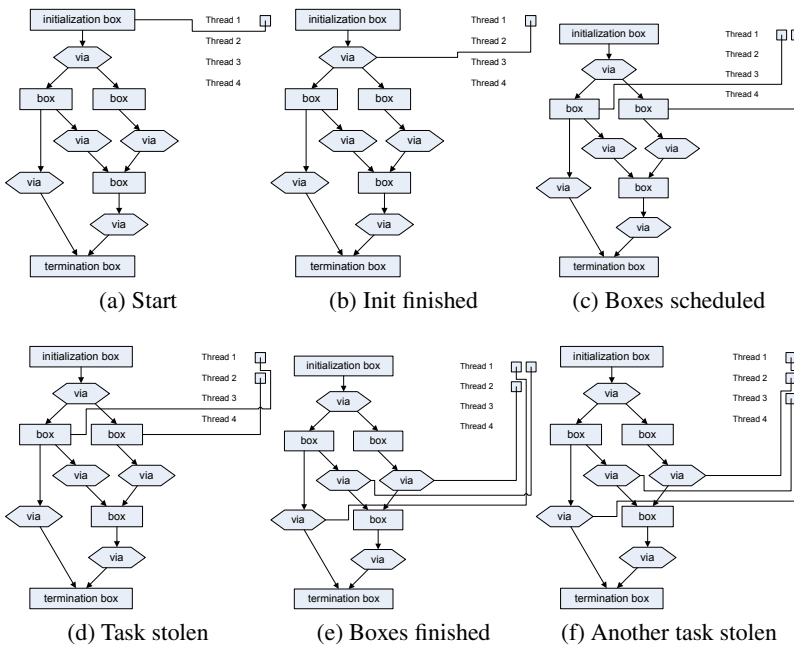 initialization box
via
box
box
via
via
via
box
via
termination box
Thread 1
Thread 2
Thread 3
Thread 4
(a) Start
initialization box
via
box
box
via
via
via
box
via
termination box
Thread 1
Thread 2
Thread 3
Thread 4
(b) Init finished
initialization box
via
box
box
via
via
via
box
via
termination box
Thread 1
Thread 2
Thread 3
Thread 4
(c) Boxes scheduled
initialization box
via
box
box
via
via
via
box
via
termination box
Thread 1
Thread 2
Thread 3
Thread 4
(d) Task stolen
initialization box
via
box
box
via
via
via
box
via
termination box
Thread 1
Thread 2
Thread 3
Thread 4
(e) Boxes finished
initialization box
via
box
box
via
via
via
box
via
termination box
Thread 1
Thread 2
Thread 3
Thread 4
(f) Another task stolen